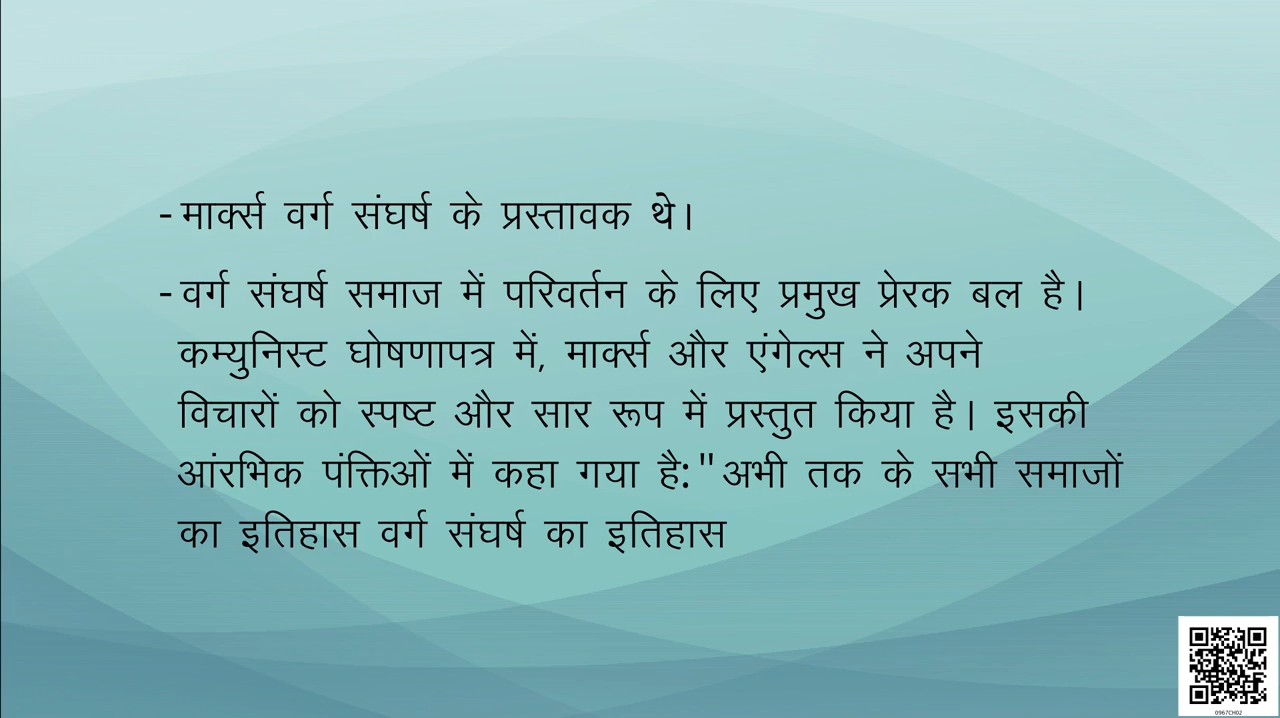 - मार्क्स वर्ग संघर्ष के प्रस्तावक थे।
- वर्ग संघर्ष समाज में परिवर्तन के लिए प्रमुख प्रेरक बल है।
कम्युनिस्ट घोषणापत्र में, मार्क्स और एंगेल्स ने अपने
विचारों को स्पष्ट और सार रूप में प्रस्तुत किया है। इसकी
आंरभिक पंक्तिओं में कहा गया है:"अभी तक के सभी समाजों
का इतिहास वर्ग संघर्ष का इतिहास
0967CH02